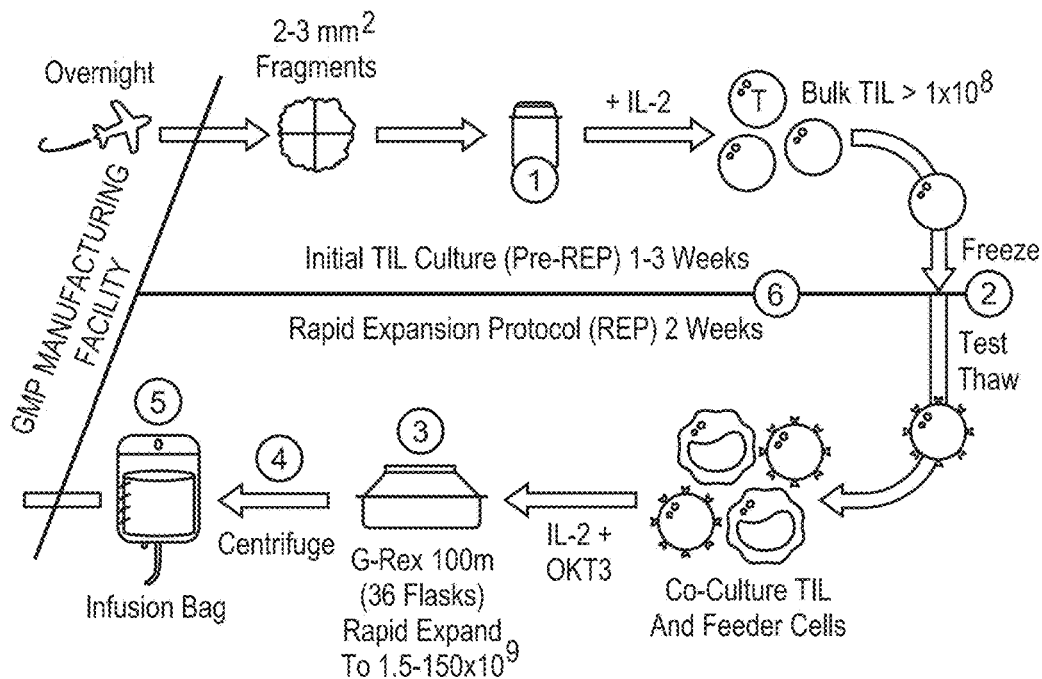 Overnight
2-3 mm²
Fragments
+ IL-2
T
Bulk TIL > 1x10⁸
1
GMP MANUFACTURING
FACILITY
Initial TIL Culture (Pre-REP) 1-3 Weeks
Freeze
6
2
Rapid Expansion Protocol (REP) 2 Weeks
Test
Thaw
5
4
3
Centrifuge
Infusion Bag
G-Rex 100m
(36 Flasks)
Rapid Expand
To 1.5-150x10⁹
IL-2 +
OKT3
Co-Culture TIL
And Feeder Cells